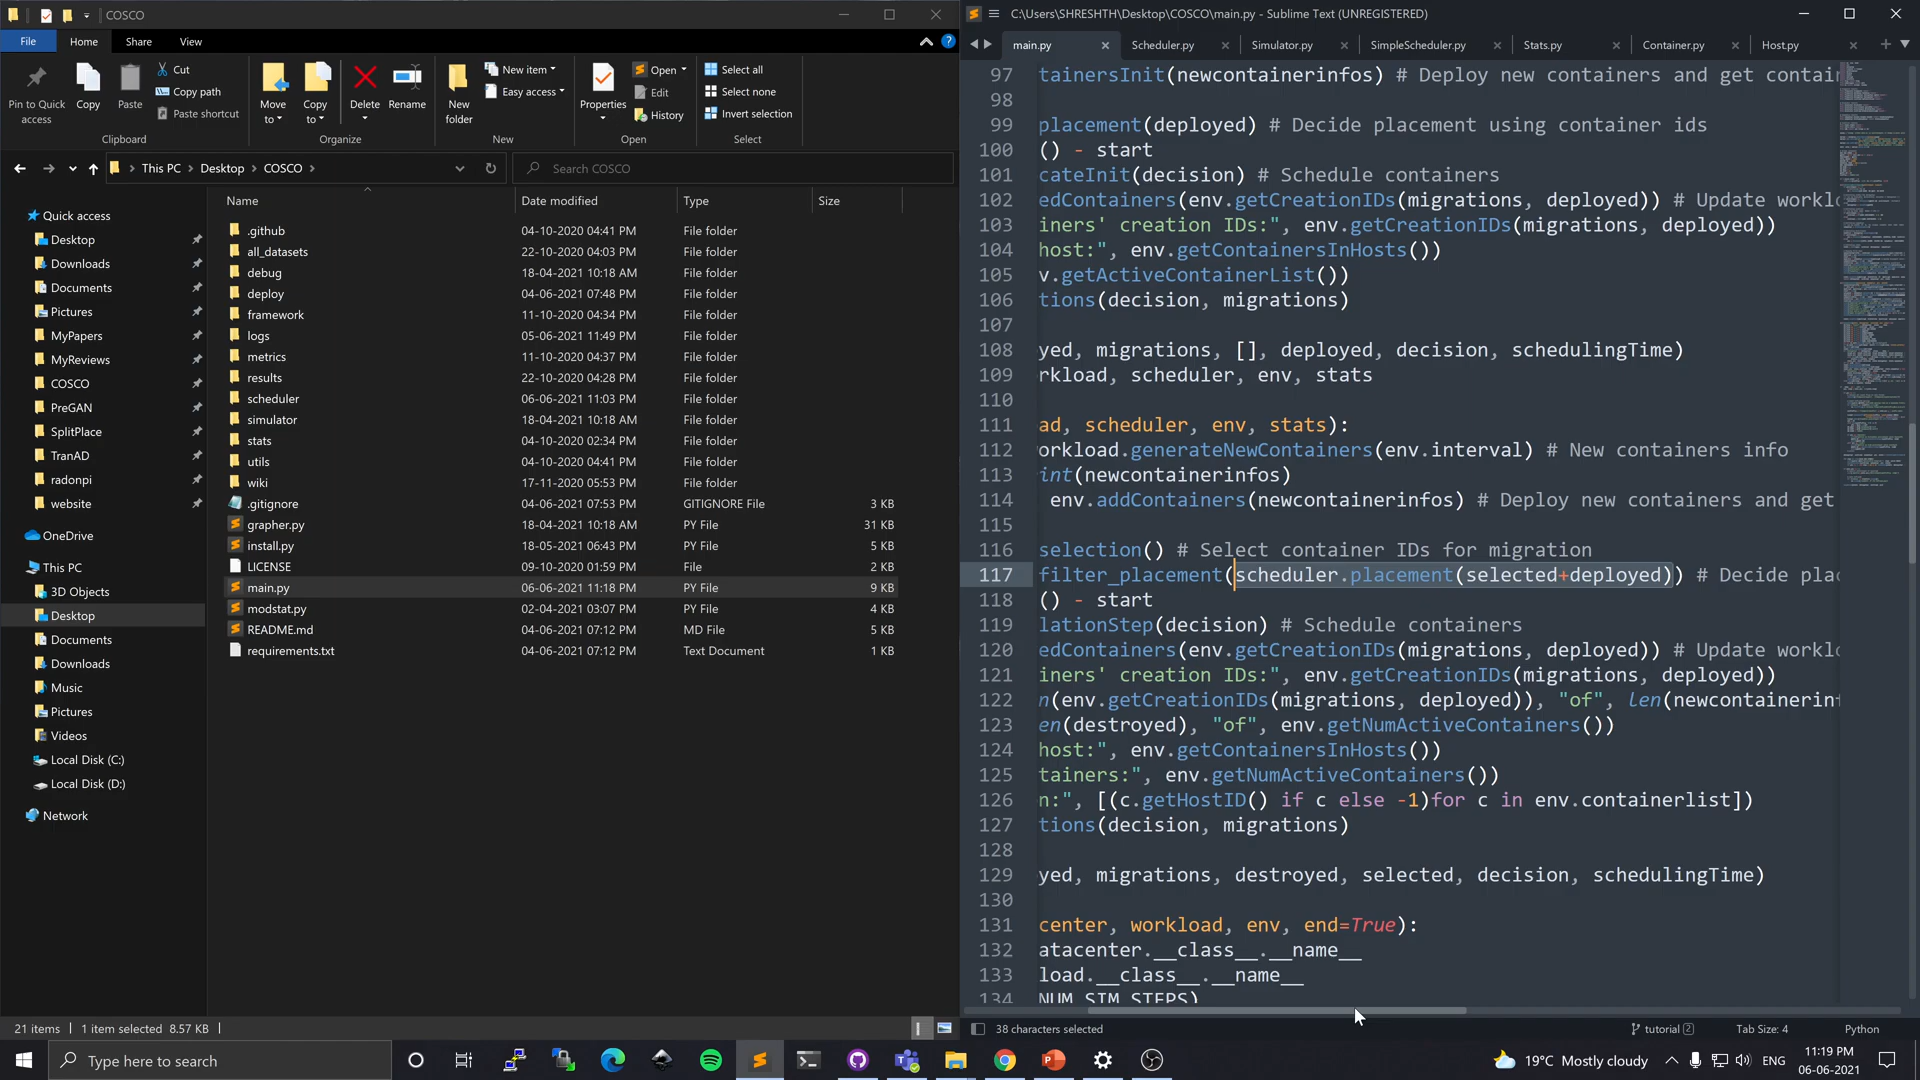 COSCO
File
Home
Share
View
Pin to Quick access
Copy
Paste
Cut
Copy path
Paste shortcut
Clipboard
Move to
Copy to
Delete
Rename
Organize
New folder
New item
Easy access
New
Properties
Open
Edit
History
Open
Select all
Select none
Invert selection
Select
This PC > Desktop > COSCO >
Search COSCO
Name Date modified Type Size
Quick access
Desktop
Downloads
Documents
Pictures
MyPapers
MyReviews
COSCO
PreGAN
SplitPlace
TranAD
radonpi
website
OneDrive
This PC
3D Objects
Desktop
Documents
Downloads
Music
Pictures
Videos
Local Disk (C:)
Local Disk (D:)
Network
.github 04-10-2020 04:41 PM File folder
all_datasets 22-10-2020 04:03 PM File folder
debug 18-04-2021 10:18 AM File folder
deploy 04-06-2021 07:48 PM File folder
framework 11-10-2020 04:34 PM File folder
logs 05-06-2021 11:49 PM File folder
metrics 11-10-2020 04:37 PM File folder
results 22-10-2020 04:28 PM File folder
scheduler 06-06-2021 11:03 PM File folder
simulator 18-04-2021 10:18 AM File folder
stats 04-10-2020 02:34 PM File folder
utils 04-10-2020 04:41 PM File folder
wiki 17-11-2020 05:53 PM File folder
.gitignore 04-06-2021 07:53 PM GITIGNORE File 3 KB
grapher.py 18-04-2021 10:18 AM PY File 31 KB
install.py 18-05-2021 06:43 PM PY File 5 KB
LICENSE 09-10-2020 01:59 PM File 2 KB
main.py 06-06-2021 11:18 PM PY File 9 KB
modstat.py 02-04-2021 03:07 PM PY File 4 KB
README.md 04-06-2021 07:12 PM MD File 5 KB
requirements.txt 04-06-2021 07:12 PM Text Document 1 KB
21 items 1 item selected 8.57 KB
C:\Users\SHRESHTH\Desktop\COSCO\main.py - Sublime Text (UNREGISTERED)
main.py Scheduler.py Simulator.py SimpleScheduler.py Stats.py Container.py Host.py
97 tainersInit(newcontainerinfos) # Deploy new containers and get contai
98
99 placement(deployed) # Decide placement using container ids
100 () - start
101 cateInit(decision) # Schedule containers
102 edContainers(env.getCreationIDs(migrations, deployed)) # Update worklo
103 iners' creation IDs:", env.getCreationIDs(migrations, deployed))
104 host:", env.getContainersInHosts())
105 v.getActiveContainerList())
106 tions(decision, migrations)
107
108 yed, migrations, [], deployed, decision, schedulingTime)
109 rkload, scheduler, env, stats
110
111 ad, scheduler, env, stats):
112 orkload.generateNewContainers(env.interval) # New containers info
113 int(newcontainerinfos)
114 env.addContainers(newcontainerinfos) # Deploy new containers and get
115
116 selection() # Select container IDs for migration
117 filter_placement(scheduler.placement(selected+deployed)) # Decide plac
118 () - start
119 lationStep(decision) # Schedule containers
120 edContainers(env.getCreationIDs(migrations, deployed)) # Update worklo
121 iners' creation IDs:", env.getCreationIDs(migrations, deployed))
122 n(env.getCreationIDs(migrations, deployed)), "of", len(newcontainerinf
123 en(destroyed), "of", env.getNumActiveContainers())
124 host:", env.getContainersInHosts())
125 tainers:", env.getNumActiveContainers())
126 n:", [(c.getHostID() if c else -1)for c in env.containerlist])
127 tions(decision, migrations)
128
129 yed, migrations, destroyed, selected, decision, schedulingTime)
130
131 center, workload, env, end=True):
132 atacenter.__class__.__name__
133 load.__class__.__name__
134 NUM_SIM_STEPS)
38 characters selected
tutorial 2
Tab Size: 4
Python
Type here to search
19°C Mostly cloudy
ENG
11:19 PM
06-06-2021